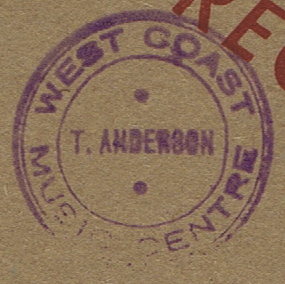 WEST COAST
T. ANDERSON
MUSIC CENTRE